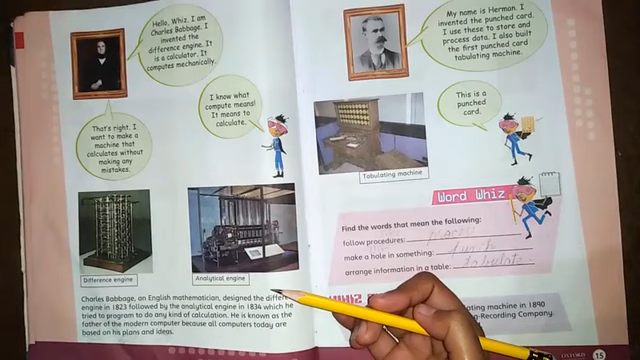 Hello, Whiz. I am
Charles Babbage. I
invented the
difference engine. It
is a calculator. It
computes mechanically.
I know what
compute means!
It means to
calculate.
That's right. I
want to make a
machine that
calculates without
making any
mistakes.
Difference engine
Analytical engine
Charles Babbage, an English mathematician, designed the differ
engine in 1823 followed by the analytical engine in 1834 which he
tried to program to do any kind of calculation. He is known as the
father of the modern computer because all computers today are
based on his plans and ideas.
My name is Herman. I
invented the punched card.
I use these to store and
process data. I also built
the first punched card
tabulating machine.
This is a
punched
card.
Tabulating machine
Word Whiz
Find the words that mean the following:
follow procedures:
make a hole in something: Punch
arrange information in a table: tabulate
lating machine in 1890
ng-Recording Company.
OXFORD 15